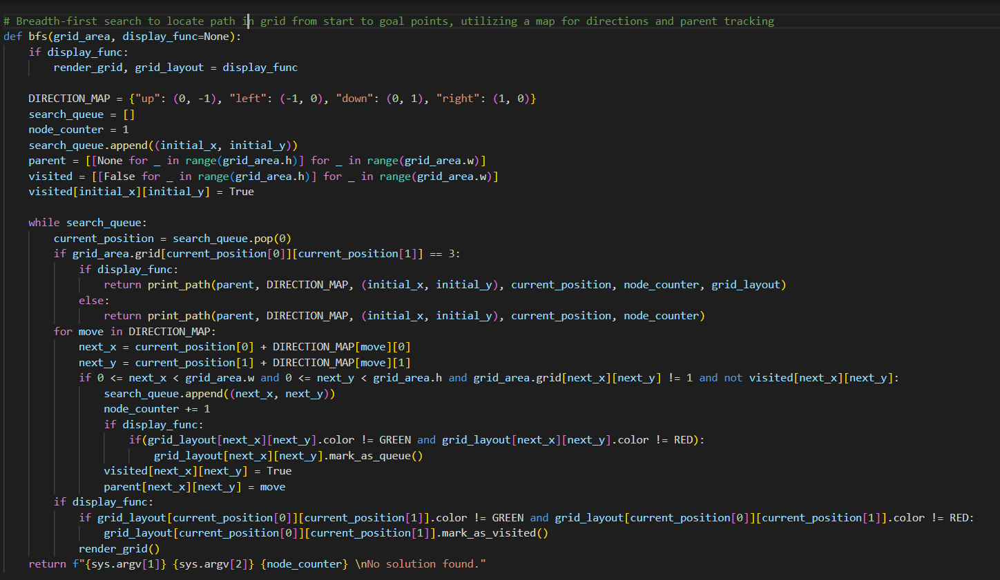 # Breadth-first search to locate path in grid from start to goal points, utilizing a map for directions and parent tracking
def bfs(grid_area, display_func=None):
    if display_func:
        render_grid, grid_layout = display_func

    DIRECTION_MAP = {"up": (0, -1), "left": (-1, 0), "down": (0, 1), "right": (1, 0)}
    search_queue = []
    node_counter = 1
    search_queue.append((initial_x, initial_y))
    parent = [[None for _ in range(grid_area.h)] for _ in range(grid_area.w)]
    visited = [[False for _ in range(grid_area.h)] for _ in range(grid_area.w)]
    visited[initial_x][initial_y] = True

    while search_queue:
        current_position = search_queue.pop(0)
        if grid_area.grid[current_position[0]][current_position[1]] == 3:
            if display_func:
                return print_path(parent, DIRECTION_MAP, (initial_x, initial_y), current_position, node_counter, grid_layout)
            else:
                return print_path(parent, DIRECTION_MAP, (initial_x, initial_y), current_position, node_counter)
        for move in DIRECTION_MAP:
            next_x = current_position[0] + DIRECTION_MAP[move][0]
            next_y = current_position[1] + DIRECTION_MAP[move][1]
            if 0 <= next_x < grid_area.w and 0 <= next_y < grid_area.h and grid_area.grid[next_x][next_y] != 1 and not visited[next_x][next_y]:
                search_queue.append((next_x, next_y))
                node_counter += 1
                if display_func:
                    if(grid_layout[next_x][next_y].color != GREEN and grid_layout[next_x][next_y].color != RED):
                        grid_layout[next_x][next_y].mark_as_queue()
                visited[next_x][next_y] = True
                parent[next_x][next_y] = move
        if display_func:
            if grid_layout[current_position[0]][current_position[1]].color != GREEN and grid_layout[current_position[0]][current_position[1]].color != RED:
                grid_layout[current_position[0]][current_position[1]].mark_as_visited()
            render_grid()
    return f"{sys.argv[1]} {sys.argv[2]} {node_counter} \nNo solution found."